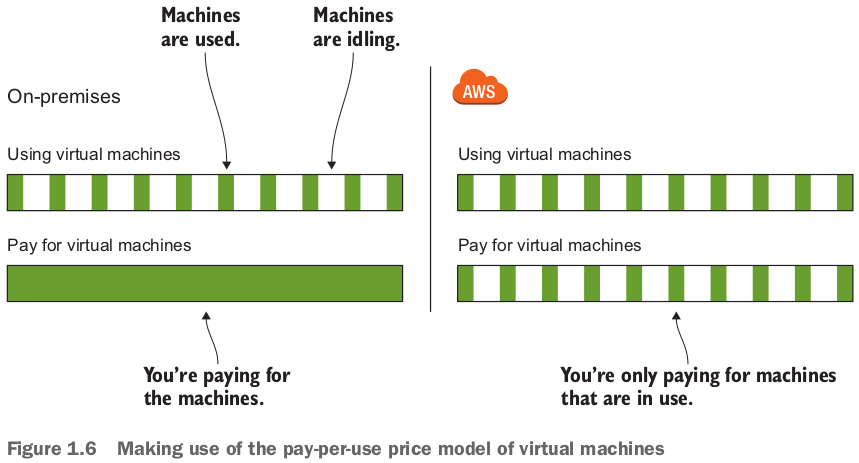 Machines
are used.
Machines
are idling.
On-premises
AWS
Using virtual machines
Pay for virtual machines
You’re paying for
the machines.
Using virtual machines
Pay for virtual machines
You’re only paying for machines
that are in use.
Figure 1.6 Making use of the pay-per-use price model of virtual machines